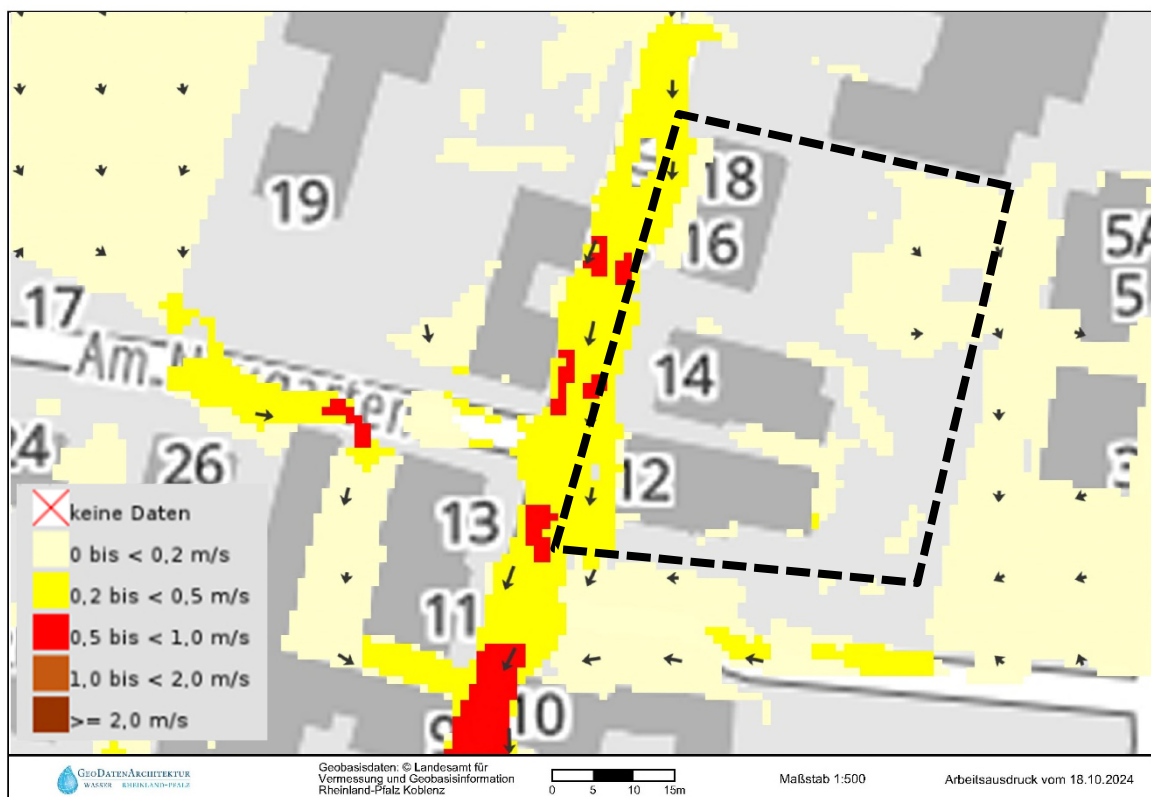 18
19
16
5A
5
17
Am
14
24
26
12
13
11
10
keine Daten
0 bis < 0,2 m/s
0,2 bis < 0,5 m/s
0,5 bis < 1,0 m/s
1,0 bis < 2,0 m/s
>= 2,0 m/s
GEODATENARCHITEKTUR
WASSER RHEINLAND-PFALZ
Geobasisdaten: © Landesamt für
Vermessung und Geobasisinformation
Rheinland-Pfalz Koblenz
0 5 10 15m
Maßstab 1:500
Arbeitsausdruck vom 18.10.2024